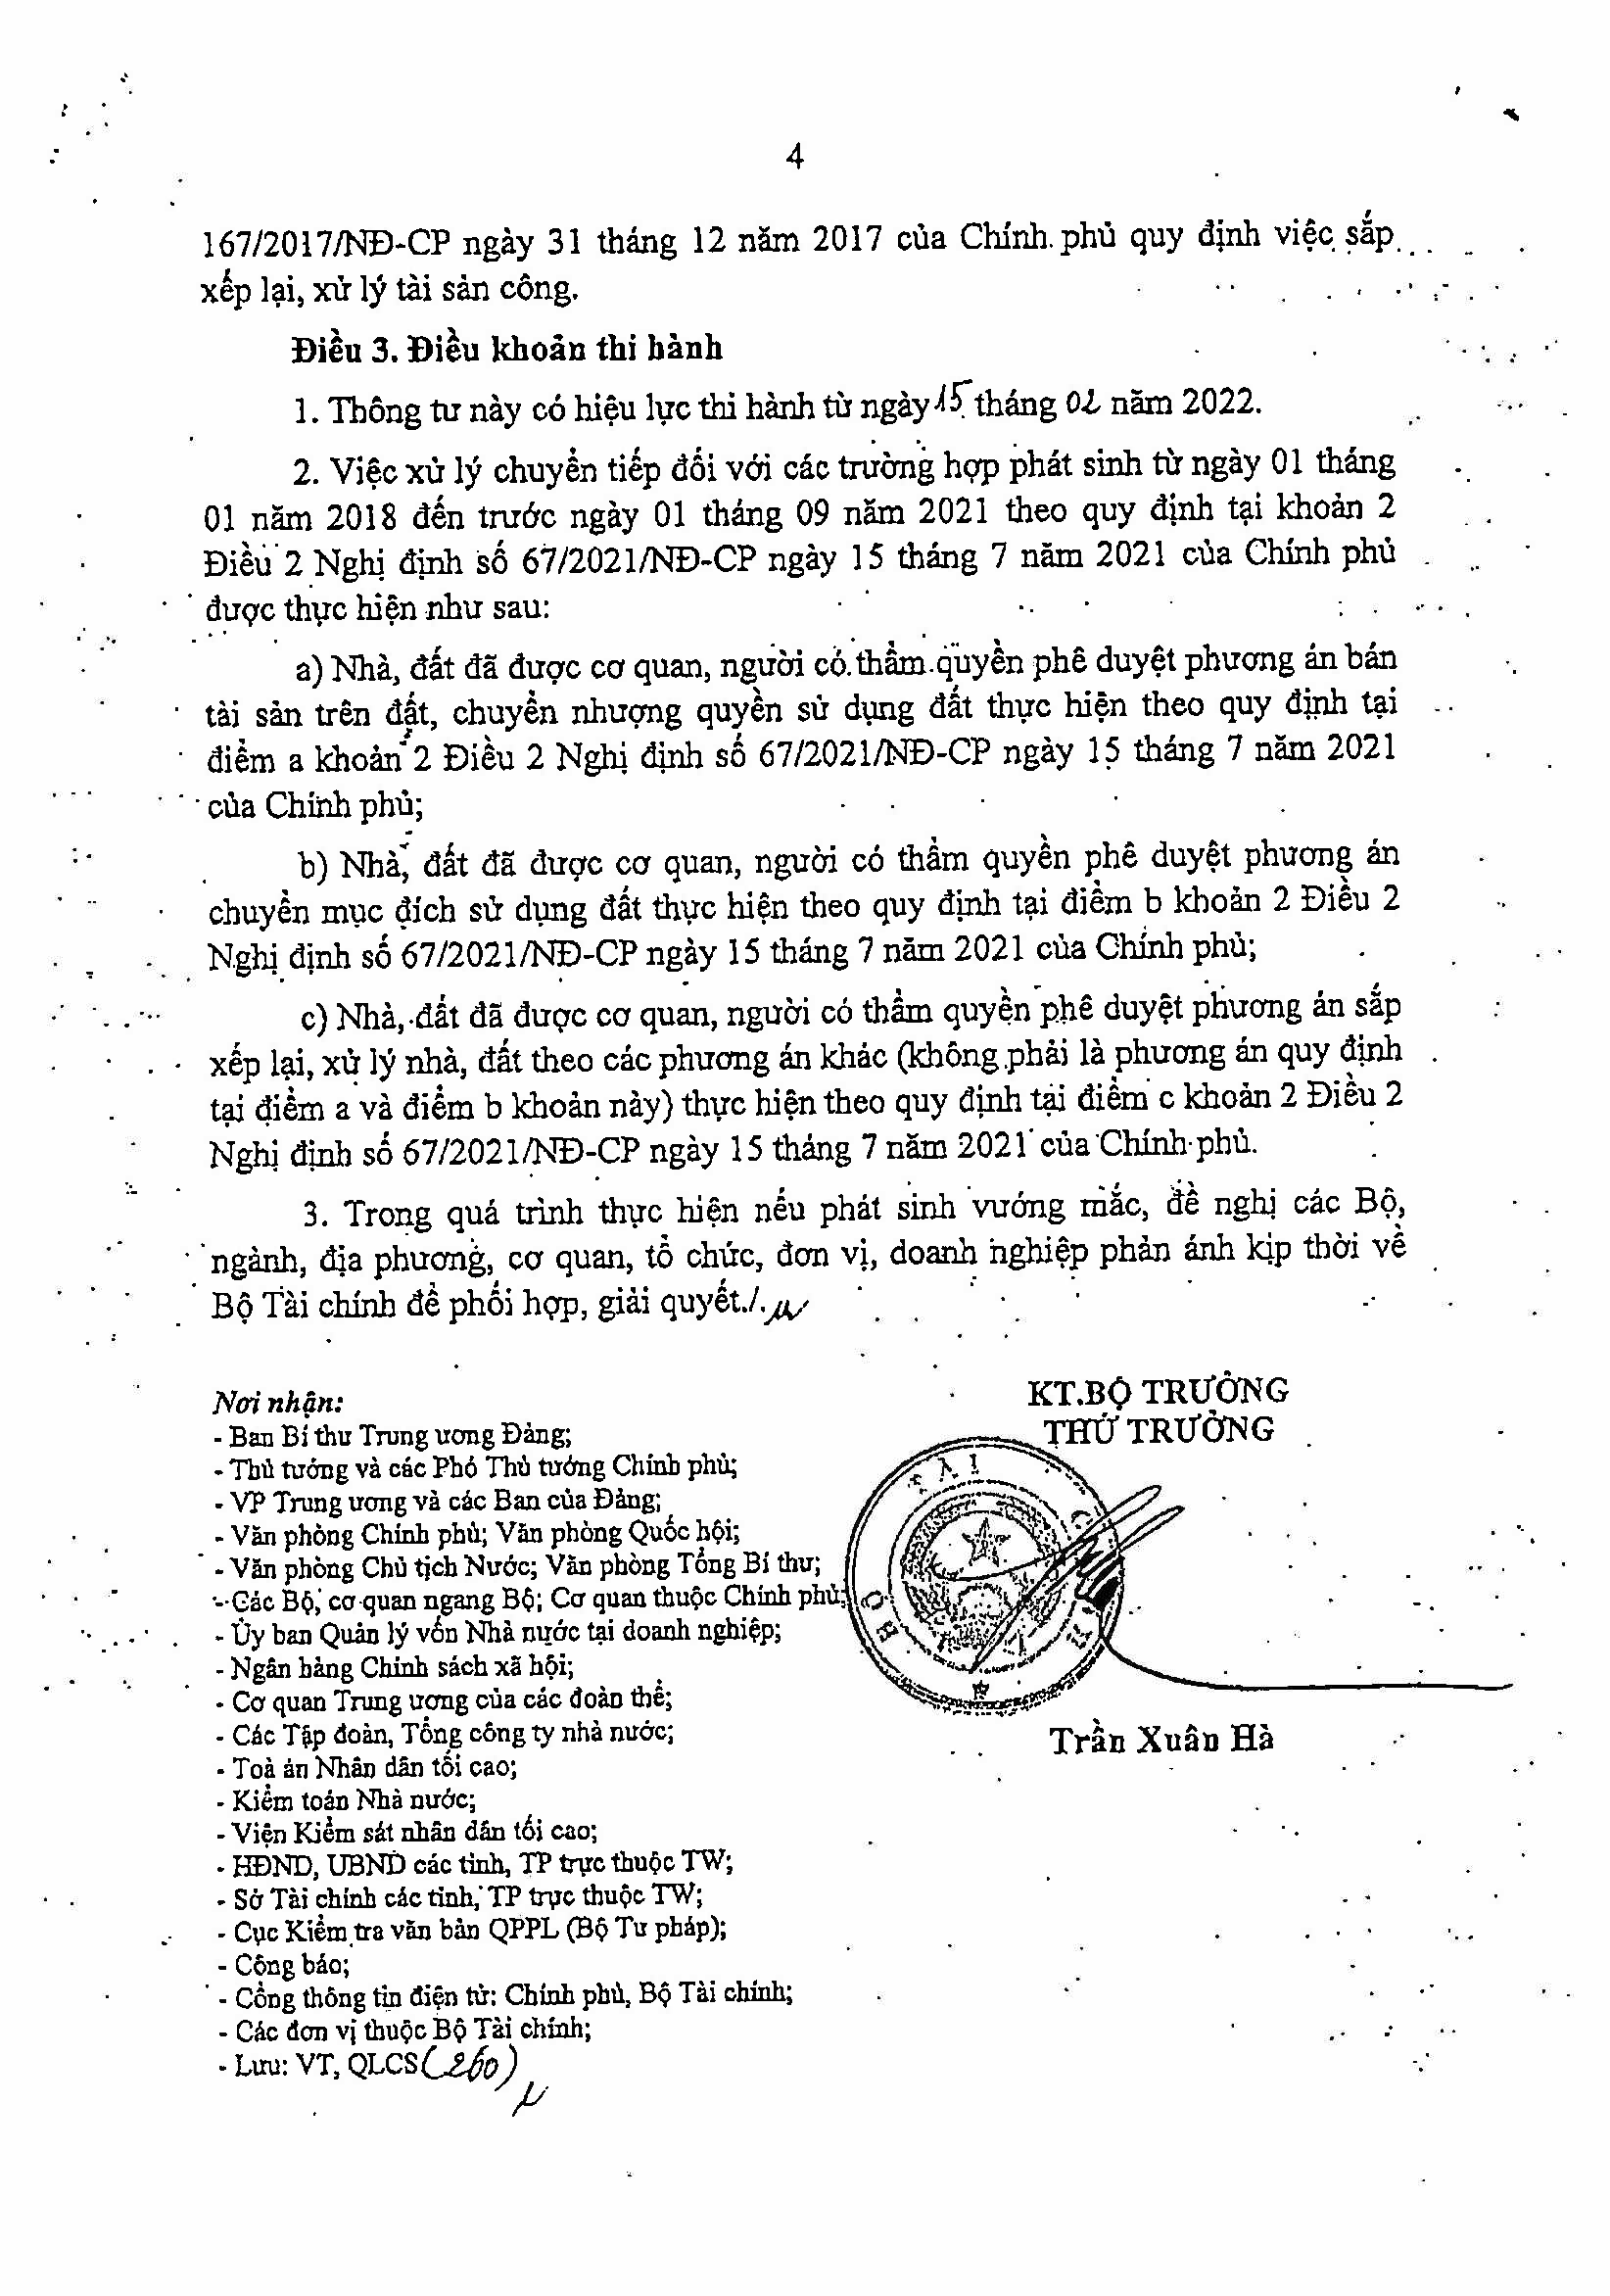 4
167/2017/NĐ-CP ngày 31 tháng 12 năm 2017 của Chính phủ quy định việc sắp
xếp lại, xử lý tài sản công.
Điều 3. Điều khoản thi hành
1. Thông tư này có hiệu lực thi hành từ ngày 15 tháng 02 năm 2022.
2. Việc xử lý chuyển tiếp đối với các trường hợp phát sinh từ ngày 01 tháng
01 năm 2018 đến trước ngày 01 tháng 09 năm 2021 theo quy định tại khoản 2
Điều 2 Nghị định số 67/2021/NĐ-CP ngày 15 tháng 7 năm 2021 của Chính phủ
được thực hiện như sau:
a) Nhà, đất đã được cơ quan, người có thẩm quyền phê duyệt phương án bán
tài sản trên đất, chuyển nhượng quyền sử dụng đất thực hiện theo quy định tại
điểm a khoản 2 Điều 2 Nghị định số 67/2021/NĐ-CP ngày 15 tháng 7 năm 2021
của Chính phủ;
b) Nhà, đất đã được cơ quan, người có thẩm quyền phê duyệt phương án
chuyển mục đích sử dụng đất thực hiện theo quy định tại điểm b khoản 2 Điều 2
Nghị định số 67/2021/NĐ-CP ngày 15 tháng 7 năm 2021 của Chính phủ;
c) Nhà, đất đã được cơ quan, người có thẩm quyền phê duyệt phương án sắp
xếp lại, xử lý nhà, đất theo các phương án khác (không phải là phương án quy định
tại điểm a và điểm b khoản này) thực hiện theo quy định tại điểm c khoản 2 Điều 2
Nghị định số 67/2021/NĐ-CP ngày 15 tháng 7 năm 2021 của Chính phủ.
3. Trong quá trình thực hiện nếu phát sinh vướng mắc, đề nghị các Bộ,
ngành, địa phương, cơ quan, tổ chức, đơn vị, doanh nghiệp phản ánh kịp thời về
Bộ Tài chính để phối hợp, giải quyết./.
Nơi nhận:
- Ban Bí thư Trung ương Đảng;
- Thủ tướng và các Phó Thủ tướng Chính phủ;
- VP Trung ương và các Ban của Đảng;
- Văn phòng Chính phủ; Văn phòng Quốc hội;
- Văn phòng Chủ tịch Nước; Văn phòng Tổng Bí thư;
- Các Bộ, cơ quan ngang Bộ; Cơ quan thuộc Chính phủ;
- Ủy ban Quản lý vốn Nhà nước tại doanh nghiệp;
- Ngân hàng Chính sách xã hội;
- Cơ quan Trung ương của các đoàn thể;
- Các Tập đoàn, Tổng công ty nhà nước;
- Toà án Nhân dân tối cao;
- Kiểm toán Nhà nước;
- Viện Kiểm sát nhân dân tối cao;
- HĐND, UBND các tỉnh, TP trực thuộc TW;
- Sở Tài chính các tỉnh, TP trực thuộc TW;
- Cục Kiểm tra văn bản QPPL (Bộ Tư pháp);
- Công báo;
- Cổng thông tin điện tử: Chính phủ, Bộ Tài chính;
- Các đơn vị thuộc Bộ Tài chính;
- Lưu: VT, QLCS (260)
KT.BỘ TRƯỞNG
THỨ TRƯỞNG
BỘ TÀI
Trần Xuân Hà